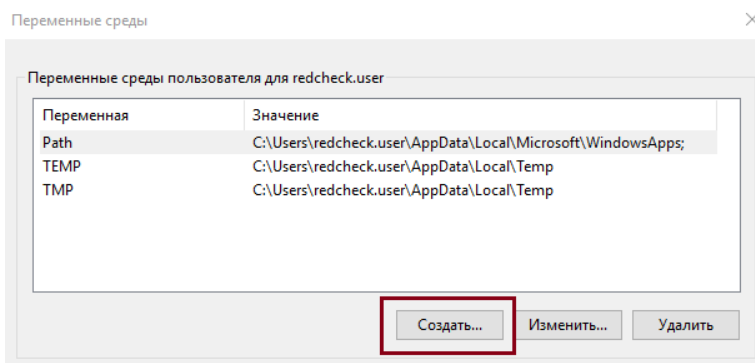 Переменные среды
Переменные среды пользователя для redcheck.user
Переменная Значение
Path C:\Users\redcheck.user\AppData\Local\Microsoft\WindowsApps;
TEMP C:\Users\redcheck.user\AppData\Local\Temp
TMP C:\Users\redcheck.user\AppData\Local\Temp
Создать... Изменить... Удалить